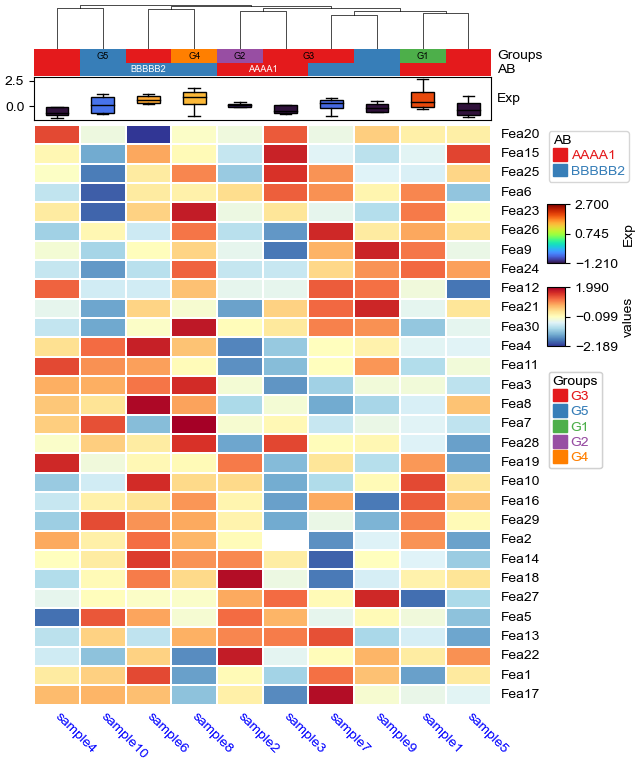 G5 G4 G2 G3 G1 Groups
BBBBB2 AAAA1 AB
2.5
0.0
Exp
Fea20
Fea15
Fea25
Fea6
Fea23
Fea26
Fea9
Fea24
Fea12
Fea21
Fea30
Fea4
Fea11
Fea3
Fea8
Fea7
Fea28
Fea19
Fea10
Fea16
Fea29
Fea2
Fea14
Fea18
Fea27
Fea5
Fea13
Fea22
Fea1
Fea17
sample4
sample10
sample6
sample8
sample2
sample3
sample7
sample9
sample1
sample5
AB
AAAA1
BBBBB2
2.700
0.745
−1.210
Exp
1.990
−0.099
−2.189
values
Groups
G3
G5
G1
G2
G4